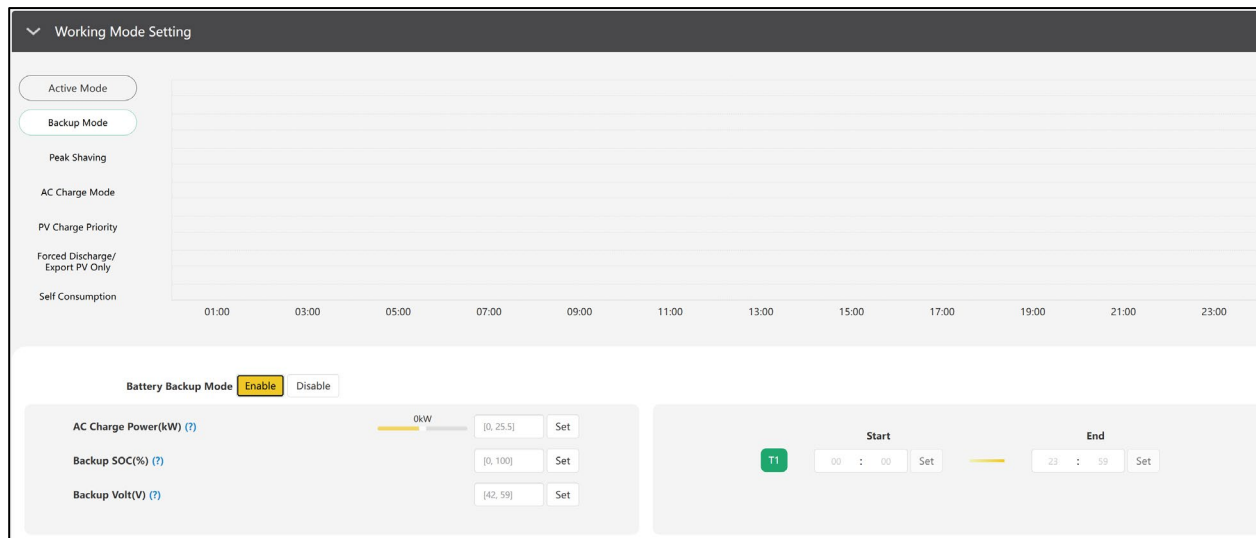 Working Mode Setting
Active Mode
Backup Mode
Peak Shaving
AC Charge Mode
PV Charge Priority
Forced Discharge/
Export PV Only
Self Consumption
01:00 03:00 05:00 07:00 09:00 11:00 13:00 15:00 17:00 19:00 21:00 23:00
Battery Backup Mode Enable Disable
AC Charge Power(kW) (?) 0kW [0, 25.5] Set
Backup SOC(%) (?) [0, 100] Set
Backup Volt(V) (?) [42, 59] Set
Start End
T1 00 : 00 Set 23 : 59 Set